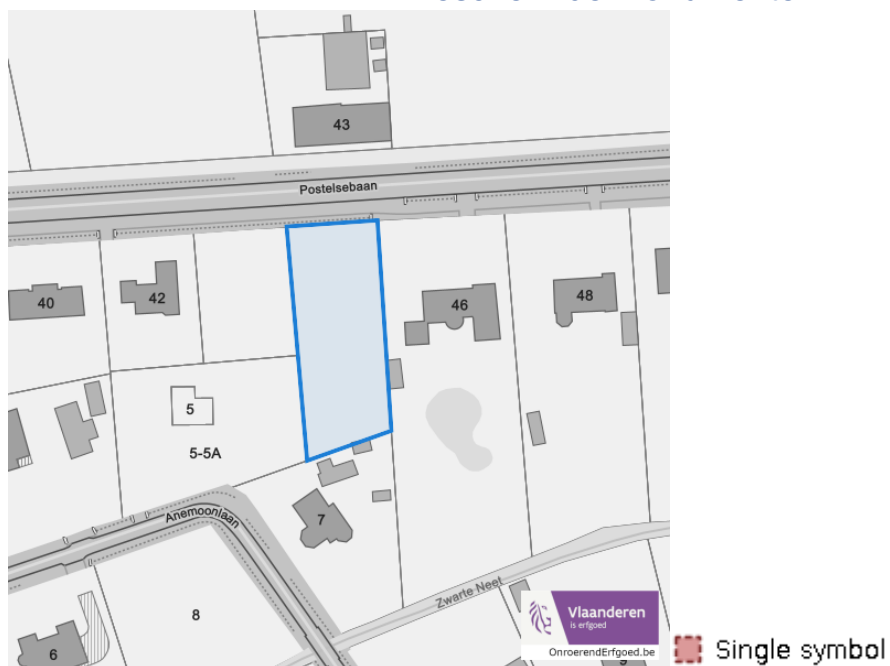 43
Postelsebaan
40
42
46
48
5
5-5A
7
Anemoonlaan
8
6
Zwarte Neet
Vlaanderen
is erfgoed
OnroerendErfgoed.be
Single symbol